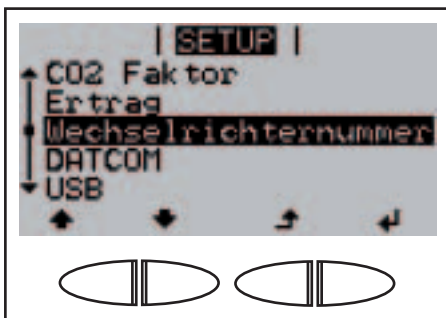 SETUP
CO2 Faktor
Ertrag
Wechselrichternummer
DATCOM
USB